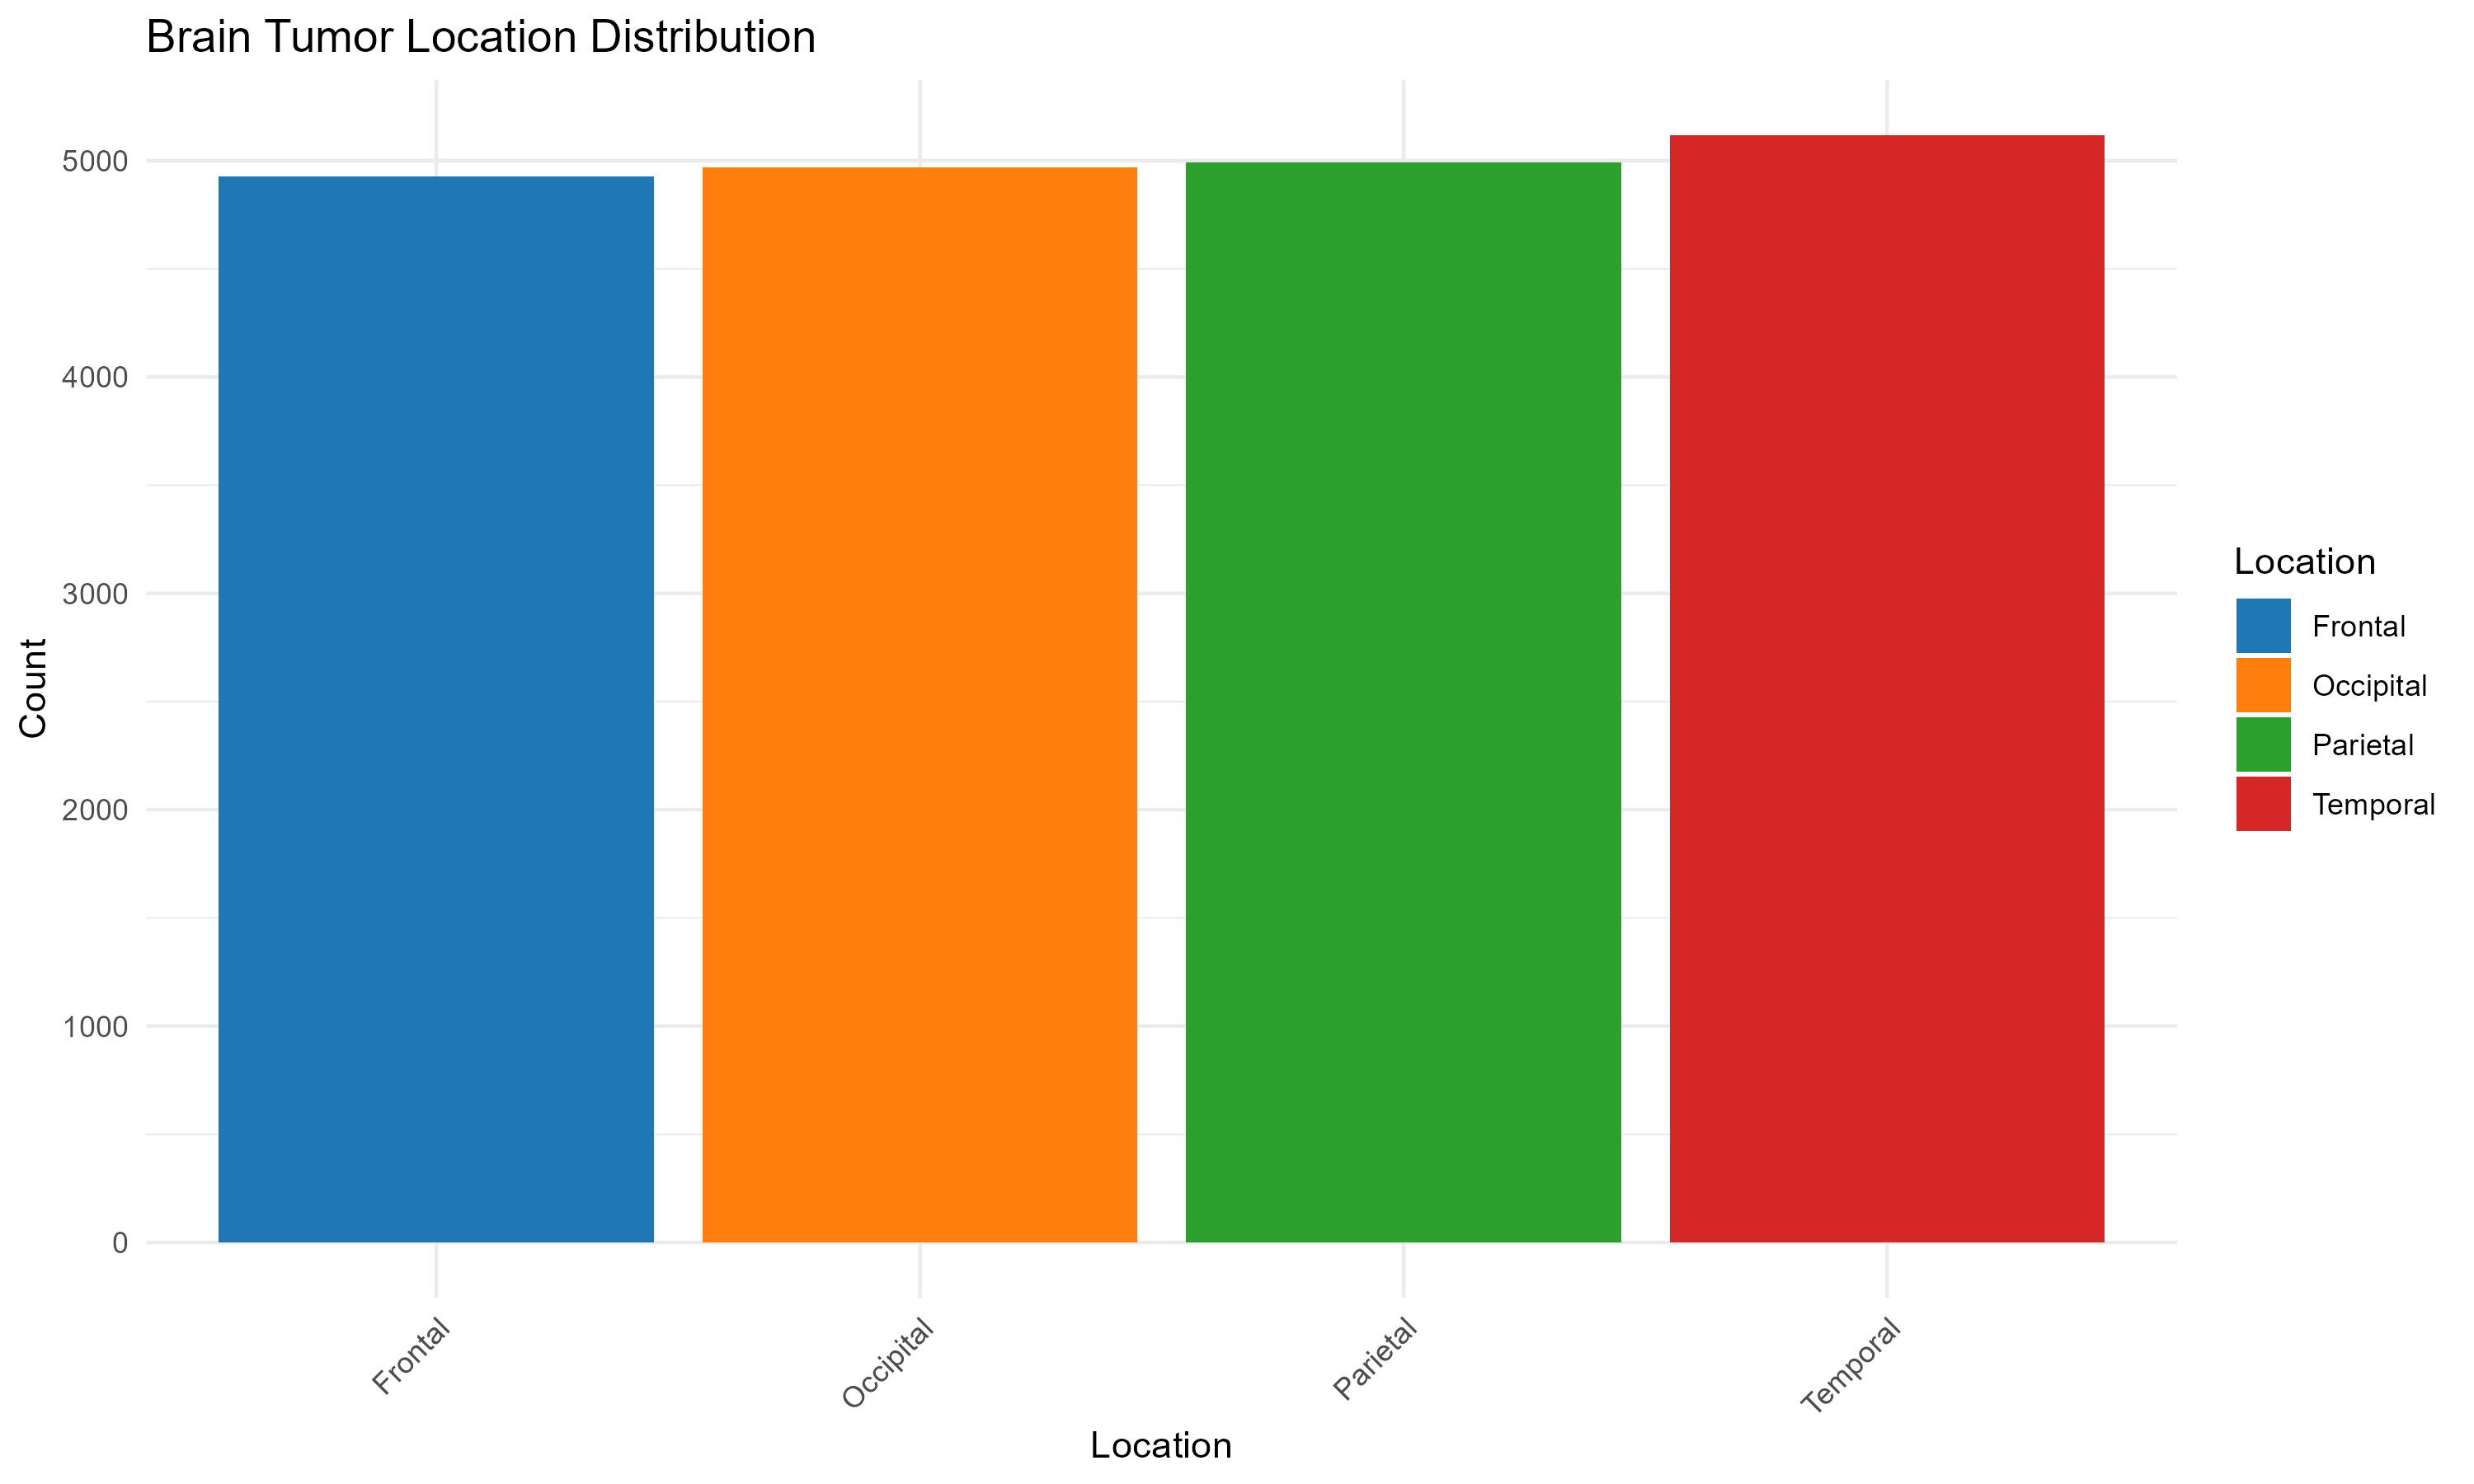 Brain Tumor Location Distribution
Count
5000
4000
3000
2000
1000
0
Frontal
Occipital
Parietal
Temporal
Location
Location
Frontal
Occipital
Parietal
Temporal